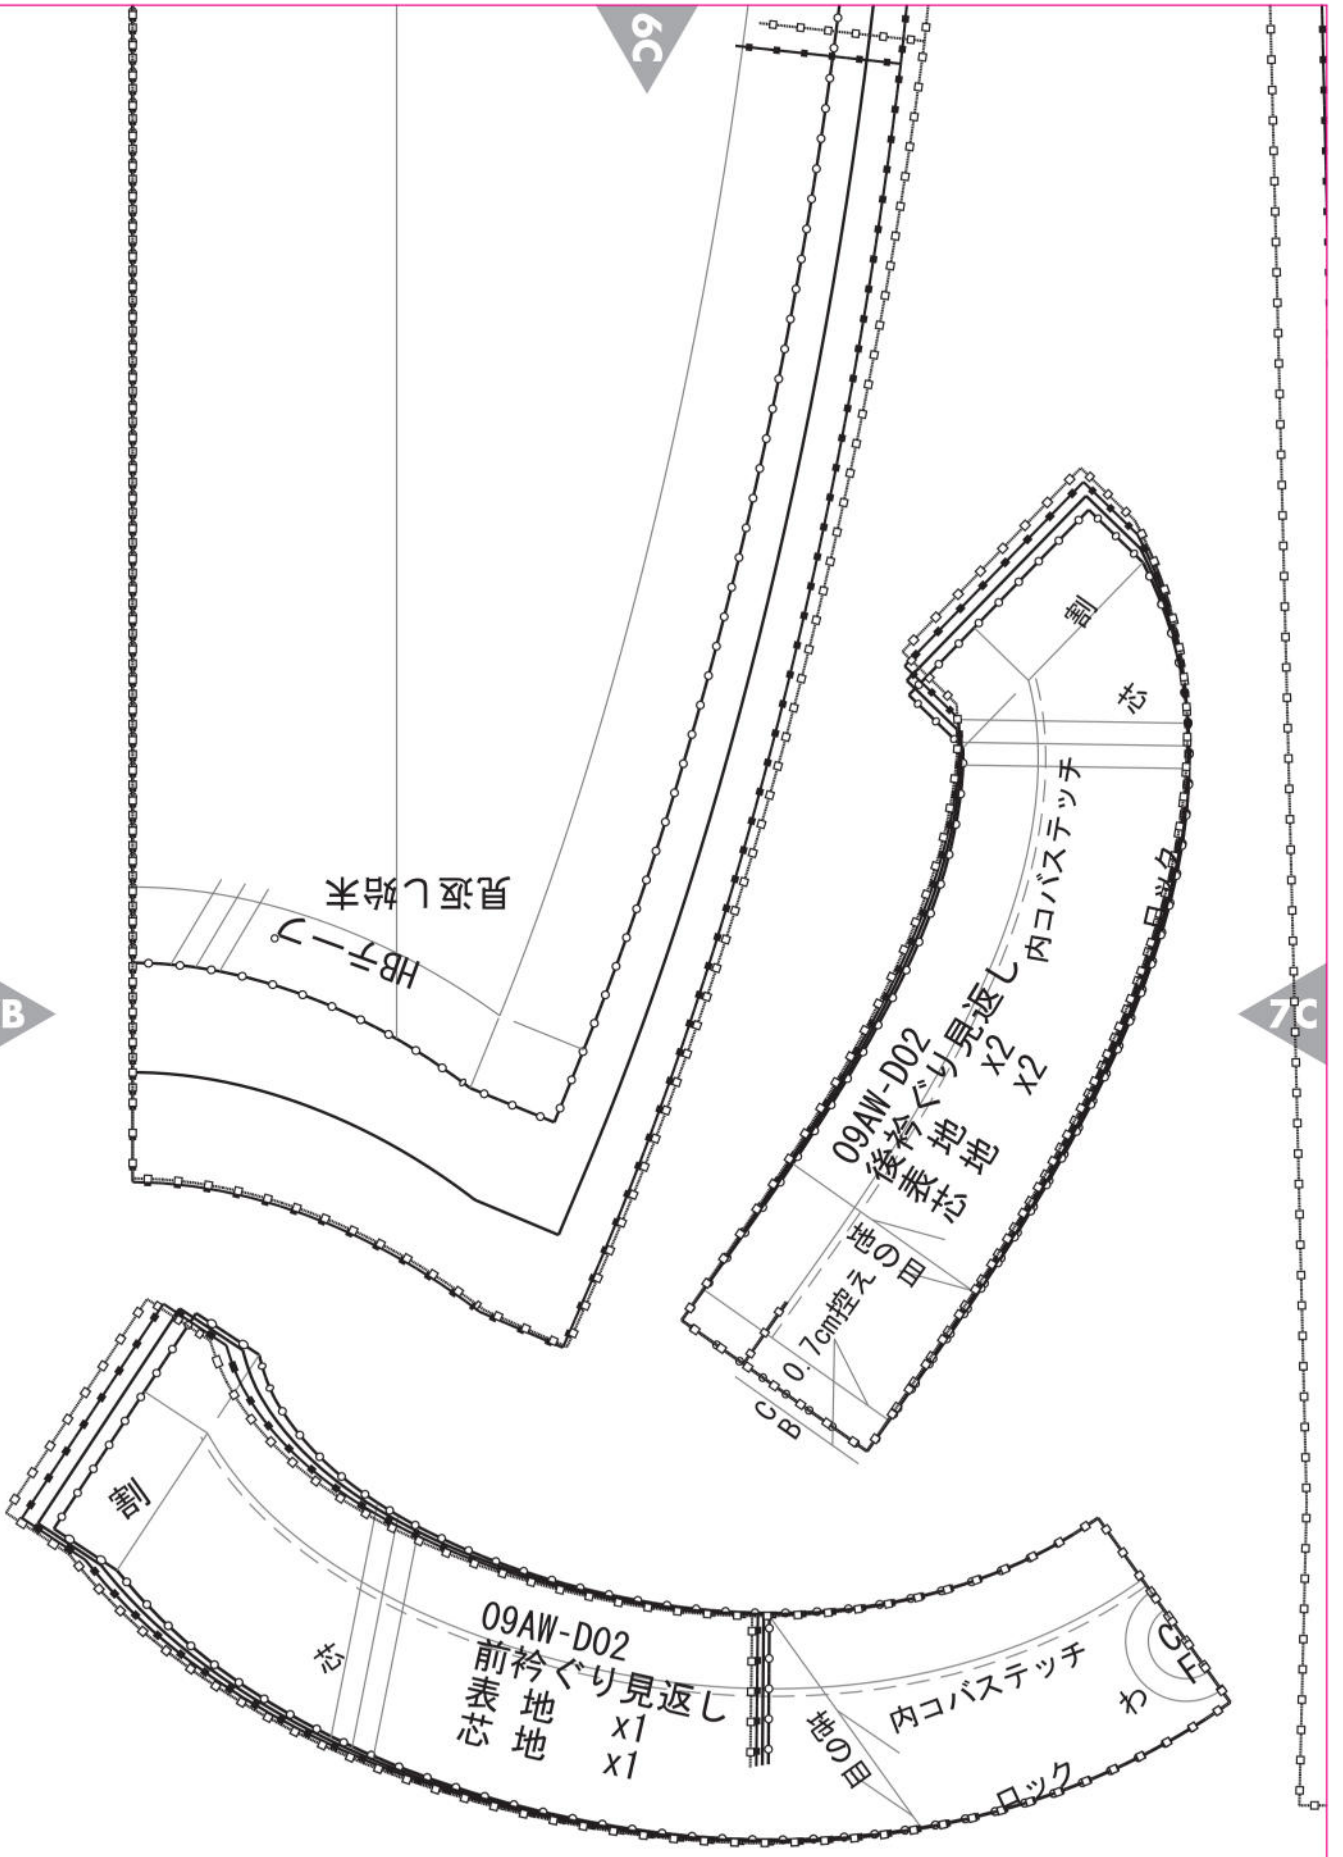 6C
見返し始末
HBテープ
B
7C
割
芯
内コバステッチ
ロック
09AW-D02
後衿ぐり見返し
表 地 x2
芯 地 x2
地の目
0.7cm控え
CB
割
芯
09AW-D02
前衿ぐり見返し
表 地 x1
芯 地 x1
地の目
内コバステッチ
ロック
わ
CF